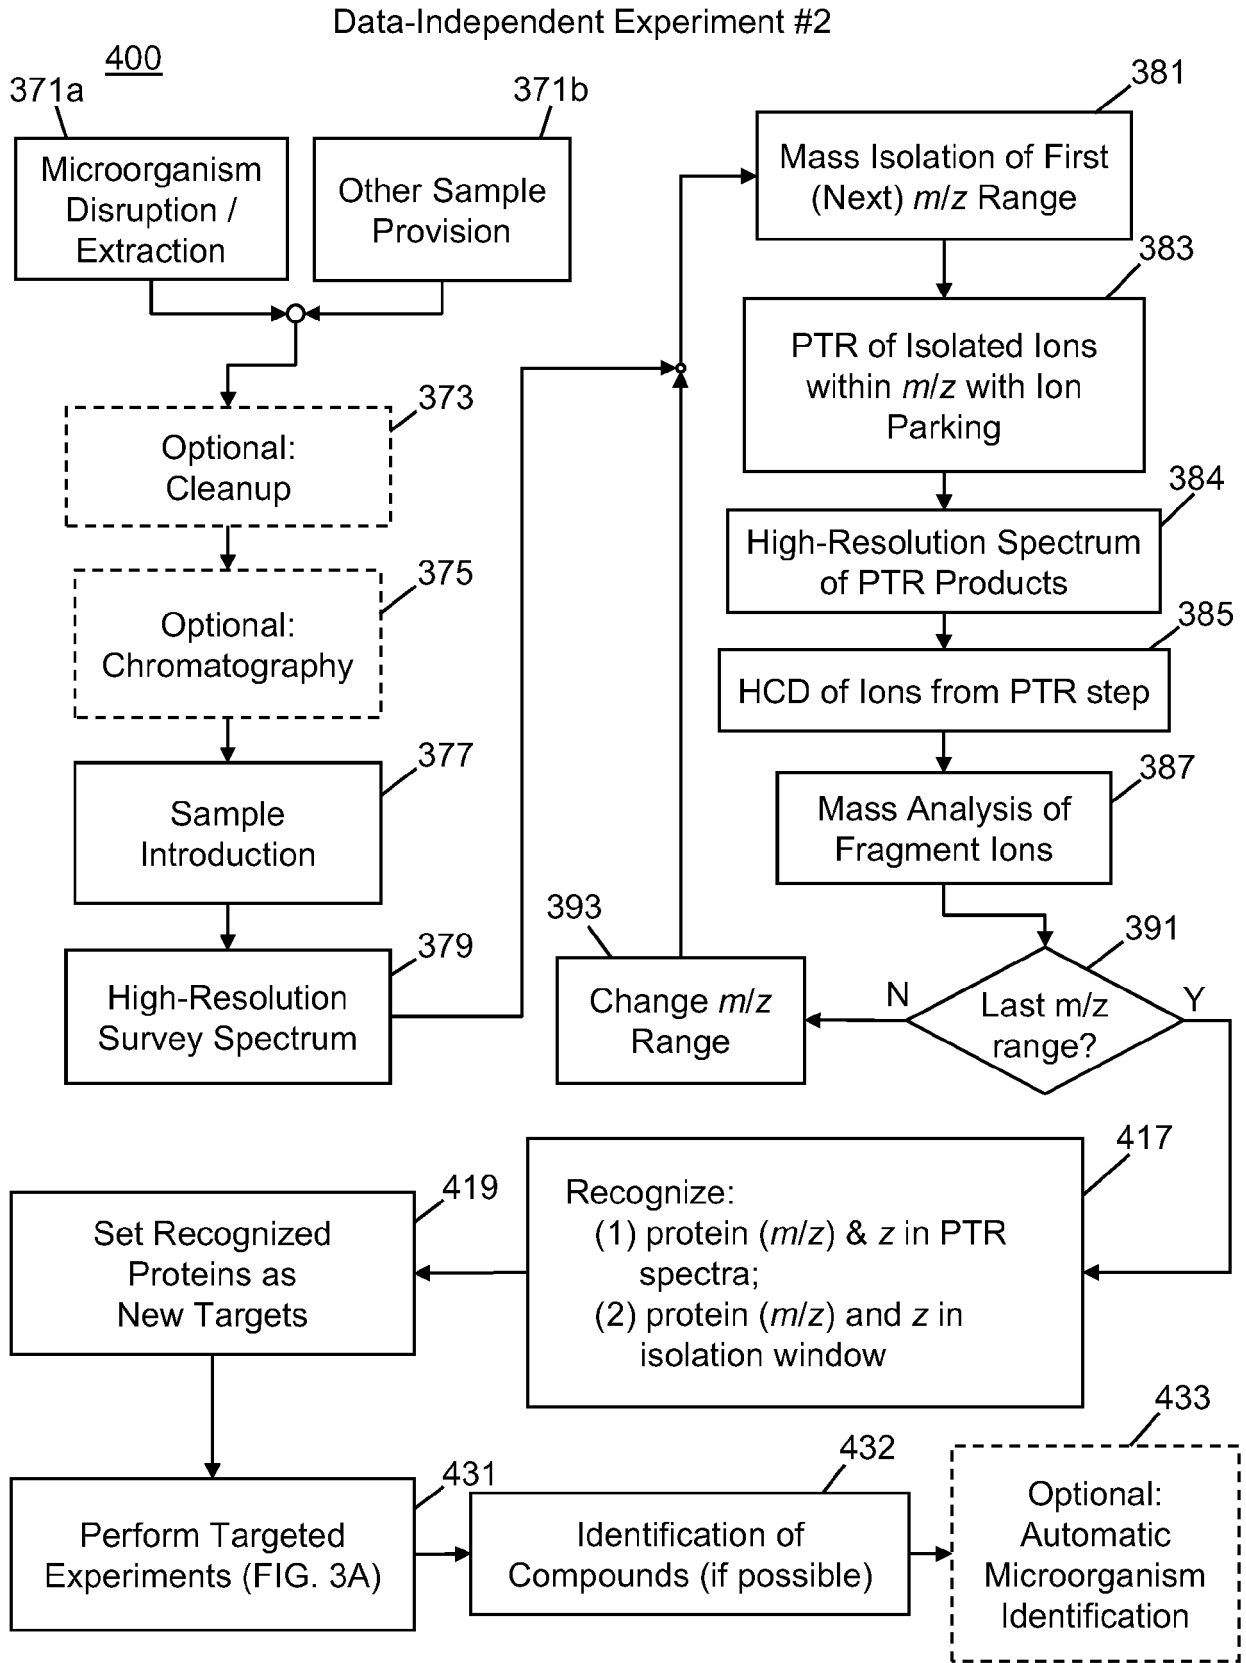 Data-Independent Experiment #2
400
371a
Microorganism
Disruption /
Extraction
371b
Other Sample
Provision
373
Optional:
Cleanup
375
Optional:
Chromatography
377
Sample
Introduction
379
High-Resolution
Survey Spectrum
381
Mass Isolation of First
(Next) m/z Range
383
PTR of Isolated Ions
within m/z with Ion
Parking
384
High-Resolution Spectrum
of PTR Products
385
HCD of Ions from PTR step
387
Mass Analysis of
Fragment Ions
391
Last m/z
range?
N
Y
393
Change m/z
Range
417
Recognize:
(1) protein (m/z) & z in PTR
spectra;
(2) protein (m/z) and z in
isolation window
419
Set Recognized
Proteins as
New Targets
431
Perform Targeted
Experiments (FIG. 3A)
432
Identification of
Compounds (if possible)
433
Optional:
Automatic
Microorganism
Identification